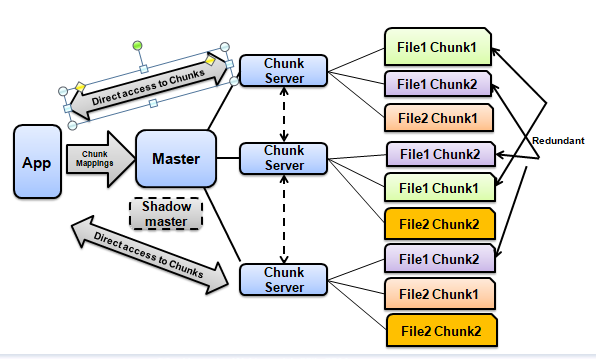 Direct access to Chunks
Chunk
Server
File1 Chunk1
File1 Chunk2
File2 Chunk1
App
Chunk
Mappings
Master
Chunk
Server
File1 Chunk2
File1 Chunk1
File2 Chunk2
Redundant
Shadow
master
Direct access to Chunks
Chunk
Server
File1 Chunk2
File2 Chunk1
File2 Chunk2